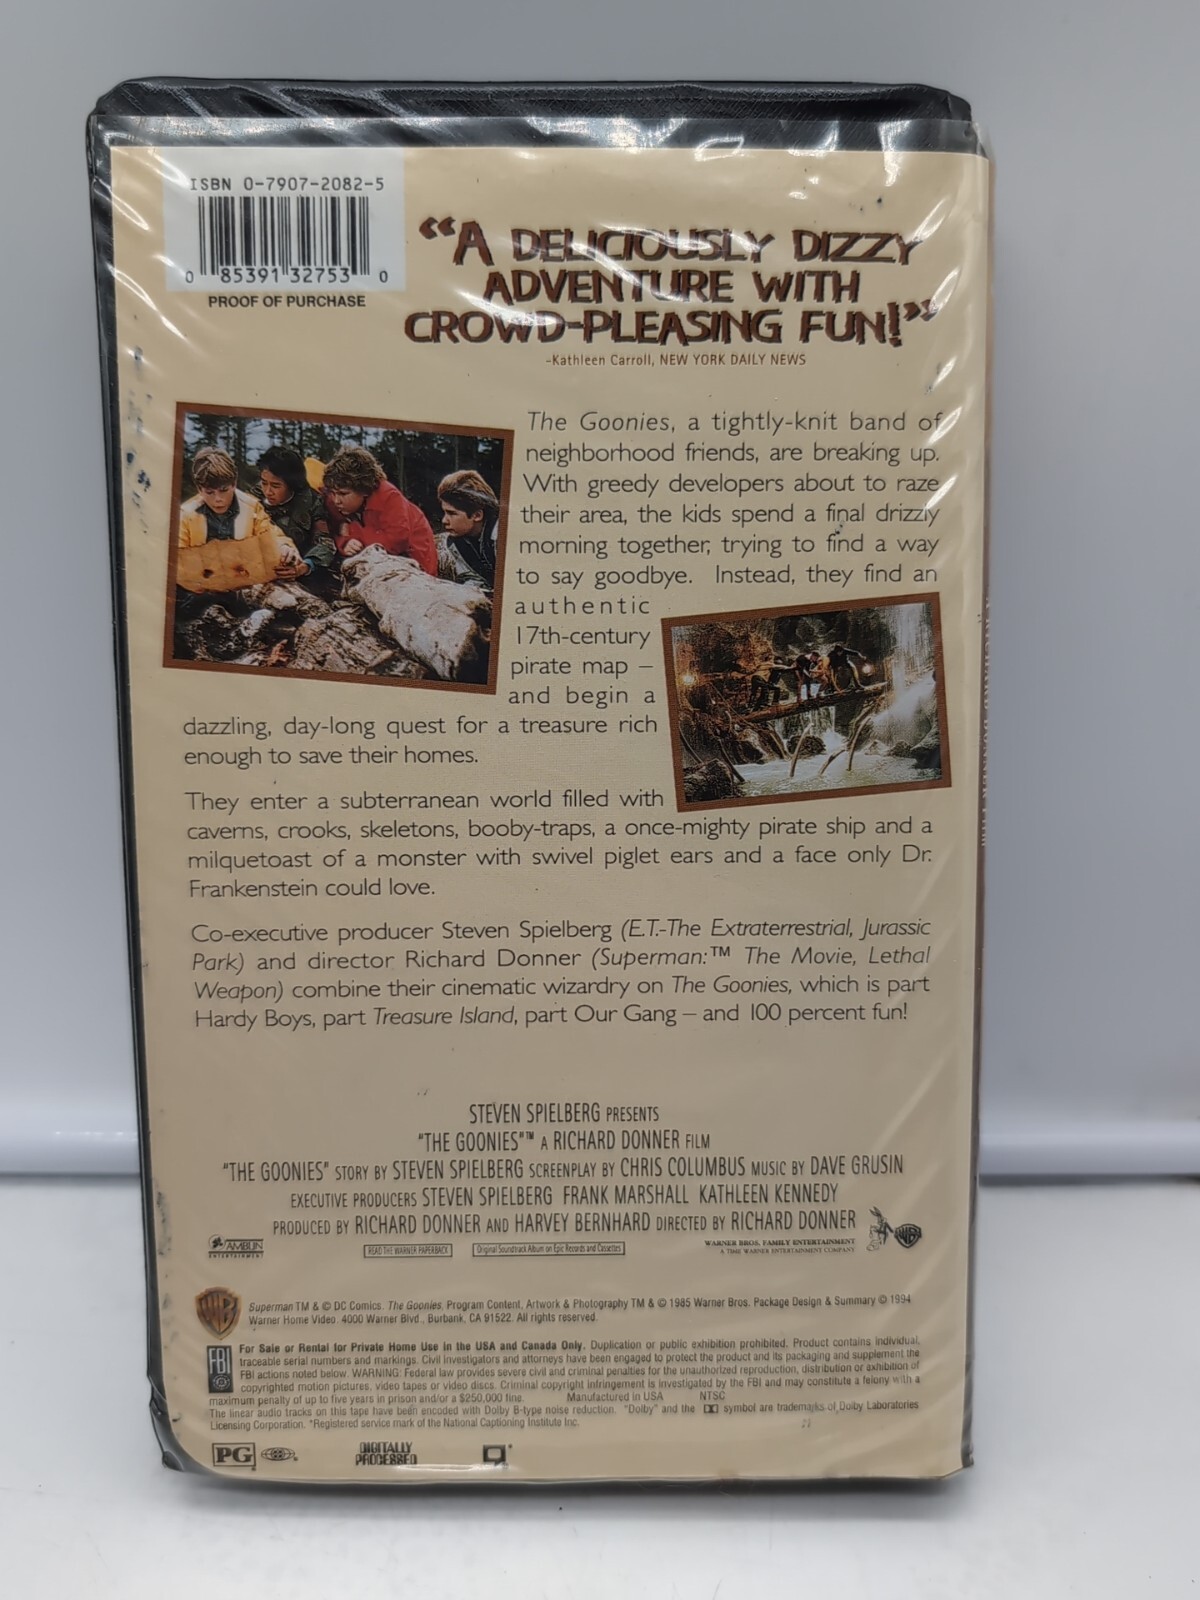 ISBN 0-7907-2082-5
0 85391 32753 0
PROOF OF PURCHASE
“A DELICIOUSLY DIZZY
ADVENTURE WITH
CROWD-PLEASING FUN!”
-Kathleen Carroll, NEW YORK DAILY NEWS
The Goonies, a tightly-knit band of
neighborhood friends, are breaking up.
With greedy developers about to raze
their area, the kids spend a final drizzly
morning together, trying to find a way
to say goodbye. Instead, they find an
authentic
17th-century
pirate map –
and begin a
dazzling, day-long quest for a treasure rich
enough to save their homes.
They enter a subterranean world filled with
caverns, crooks, skeletons, booby-traps, a once-mighty pirate ship and a
milquetoast of a monster with swivel piglet ears and a face only Dr.
Frankenstein could love.
Co-executive producer Steven Spielberg (E.T.-The Extraterrestrial, Jurassic
Park) and director Richard Donner (Superman:™ The Movie, Lethal
Weapon) combine their cinematic wizardry on The Goonies, which is part
Hardy Boys, part Treasure Island, part Our Gang – and 100 percent fun!
STEVEN SPIELBERG PRESENTS
"THE GOONIES"™ A RICHARD DONNER FILM
"THE GOONIES" STORY BY STEVEN SPIELBERG SCREENPLAY BY CHRIS COLUMBUS MUSIC BY DAVE GRUSIN
EXECUTIVE PRODUCERS STEVEN SPIELBERG FRANK MARSHALL KATHLEEN KENNEDY
PRODUCED BY RICHARD DONNER AND HARVEY BERNHARD DIRECTED BY RICHARD DONNER
AMBLIN
ENTERTAINMENT
READ THE WARNER PAPERBACK
Original Soundtrack Album on Epic Records and Cassettes
WARNER BROS. FAMILY ENTERTAINMENT
A TIME WARNER ENTERTAINMENT COMPANY
WB
WB
Superman TM & © DC Comics. The Goonies, Program Content, Artwork & Photography TM & © 1985 Warner Bros. Package Design & Summary © 1994
Warner Home Video. 4000 Warner Blvd., Burbank, CA 91522. All rights reserved.
FBI
For Sale or Rental for Private Home Use in the USA and Canada Only. Duplication or public exhibition prohibited. Product contains individual,
traceable serial numbers and markings. Civil investigators and attorneys have been engaged to protect the product and its packaging and supplement the
FBI actions noted below. WARNING: Federal law provides severe civil and criminal penalties for the unauthorized reproduction, distribution or exhibition of
copyrighted motion pictures, video tapes or video discs. Criminal copyright infringement is investigated by the FBI and may constitute a felony with a
maximum penalty of up to five years in prison and/or a $250,000 fine. Manufactured in USA NTSC
The linear audio tracks on this tape have been encoded with Dolby B-type noise reduction. "Dolby" and the symbol are trademarks of Dolby Laboratories
Licensing Corporation. *Registered service mark of the National Captioning Institute Inc.
PG
DIGITALLY
PROCESSED